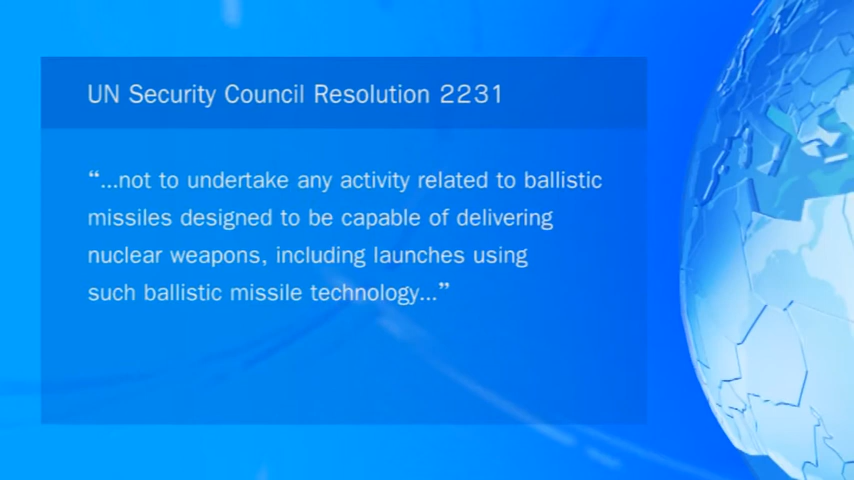 UN Security Council Resolution 2231
“...not to undertake any activity related to ballistic
missiles designed to be capable of delivering
nuclear weapons, including launches using
such ballistic missile technology...”